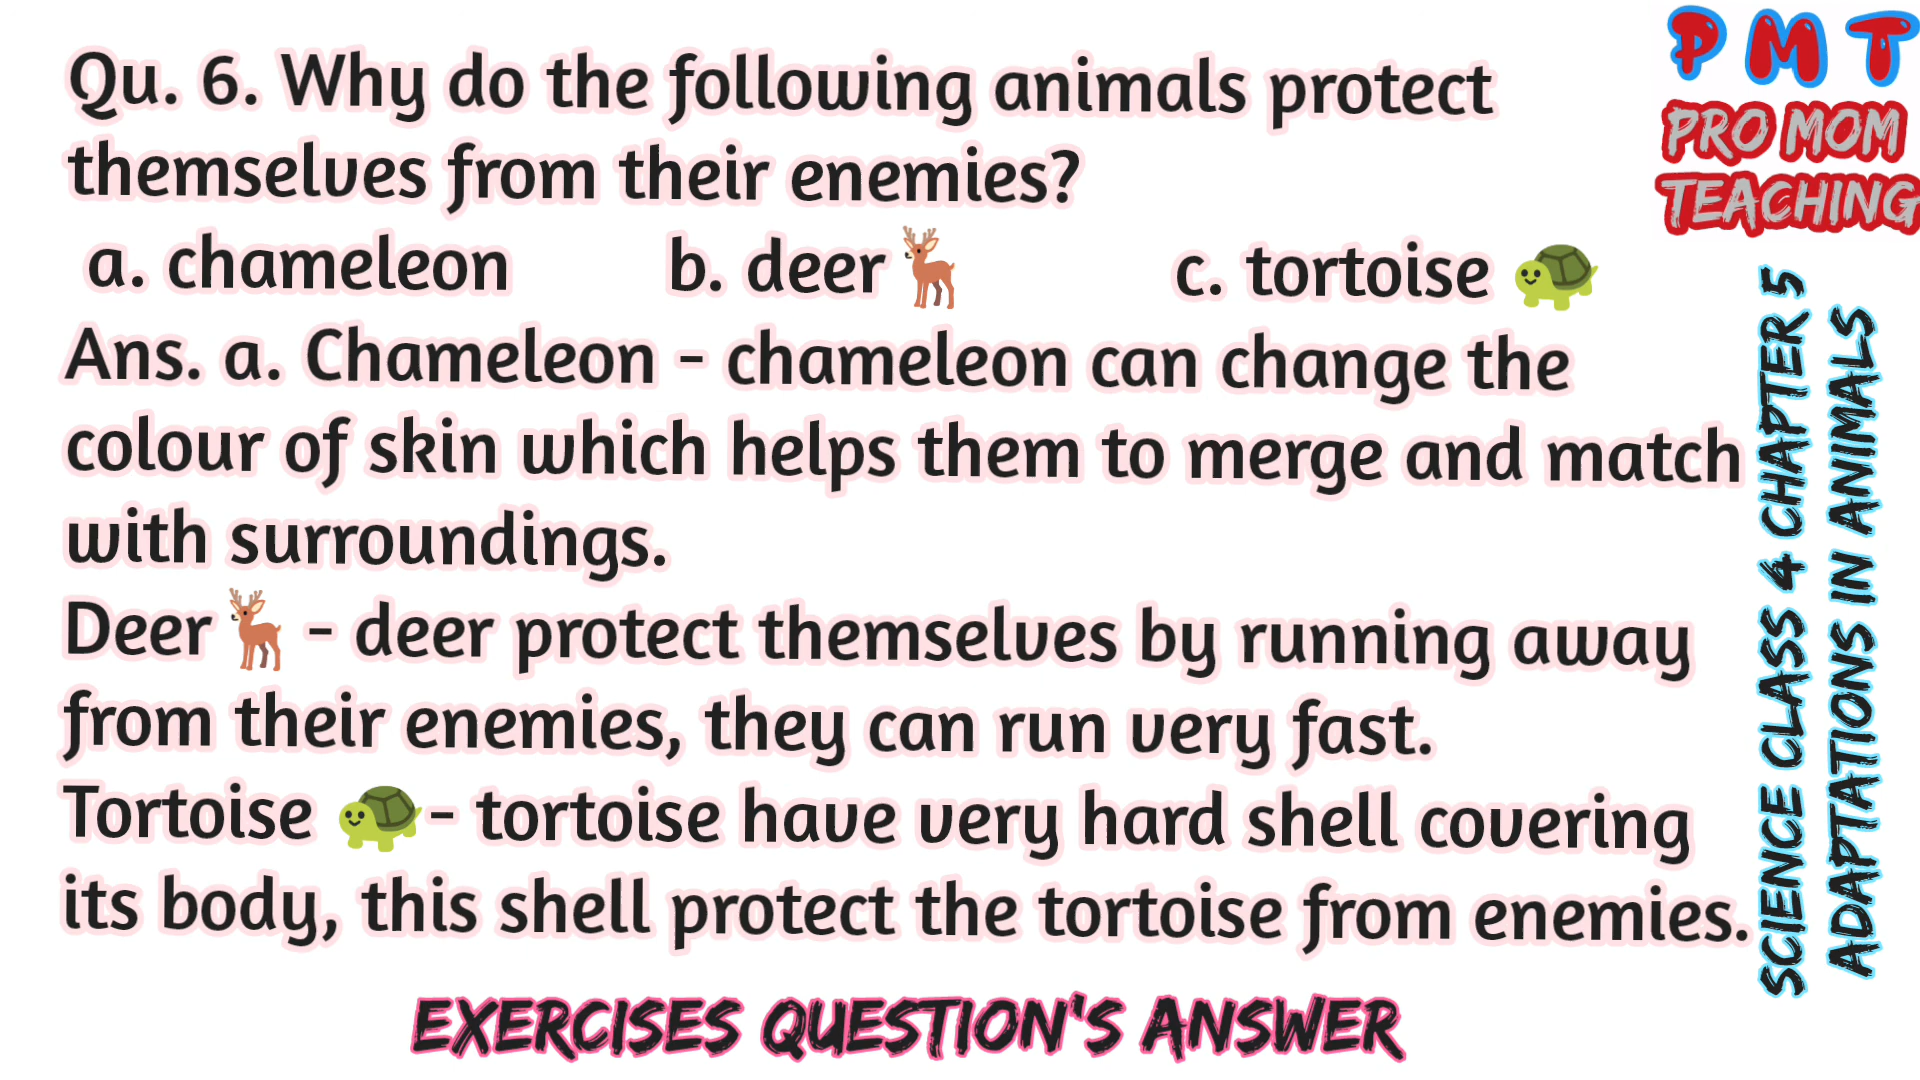 Qu. 6. Why do the following animals protect
themselves from their enemies?
a. chameleon b. deer🦌 c. tortoise 🐢
Ans. a. Chameleon - chameleon can change the
colour of skin which helps them to merge and match
with surroundings.
Deer🦌 - deer protect themselves by running away
from their enemies, they can run very fast.
Tortoise 🐢- tortoise have very hard shell covering
its body, this shell protect the tortoise from enemies.
EXERCISES QUESTION'S ANSWER
PMT
PRO MOM
TEACHING
SCIENCE CLASS 4 CHAPTER 5
ADAPTATIONS IN ANIMALS